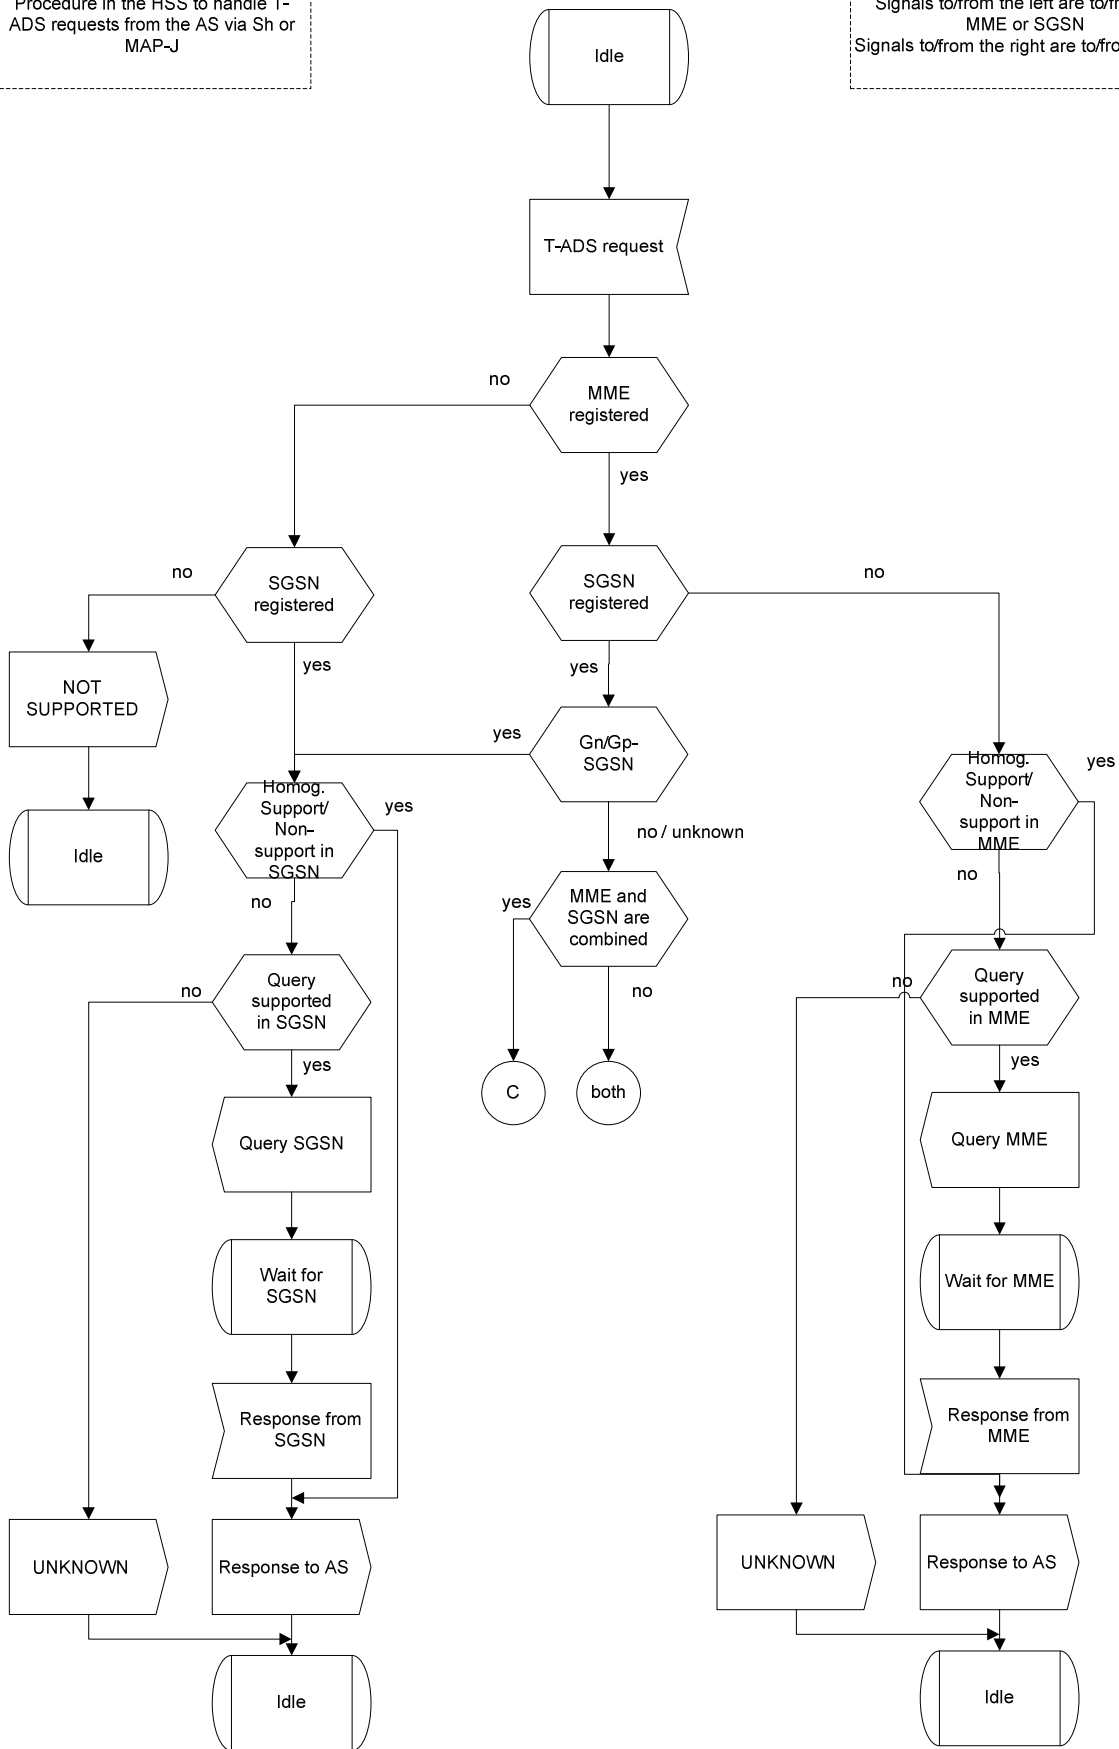 Procedure in the HSS to handle T-
ADS requests from the AS via Sh or
MAP-J
Signals to/from the left are to/fr
MME or SGSN
Signals to/from the right are to/fro
Idle
T-ADS request
MME
registered
no
yes
SGSN
registered
no
yes
SGSN
registered
no
yes
NOT
SUPPORTED
Idle
Gn/Gp-
SGSN
yes
no / unknown
Homog.
Support/
Non-
support in
SGSN
yes
no
Homog.
Support/
Non-
support in
MME
yes
no
MME and
SGSN are
combined
yes
no
C
both
Query
supported
in SGSN
no
yes
Query
supported
in MME
no
yes
Query SGSN
Query MME
Wait for
SGSN
Wait for MME
Response from
SGSN
Response from
MME
UNKNOWN
Response to AS
UNKNOWN
Response to AS
Idle
Idle